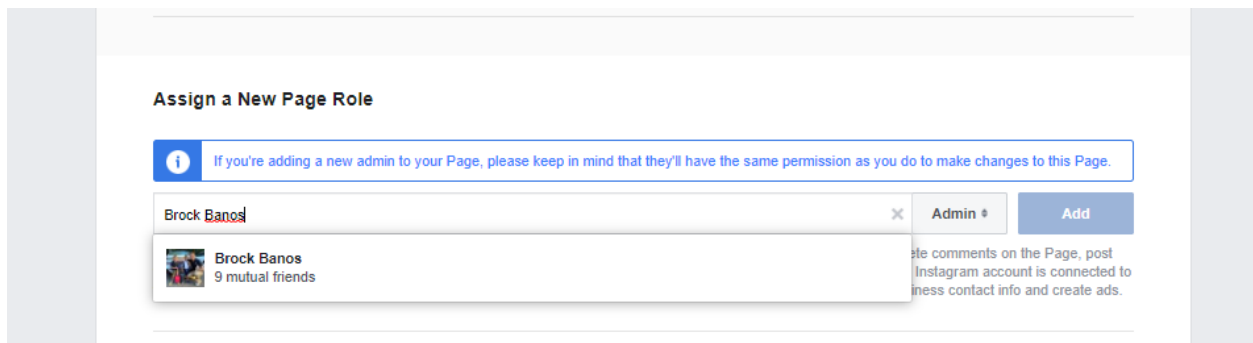 Assign a New Page Role
If you're adding a new admin to your Page, please keep in mind that they'll have the same permission as you do to make changes to this Page.
Brock Banos
Admin
Add
Brock Banos
9 mutual friends
comments on the Page, post
Instagram account is connected to
contact info and create ads.